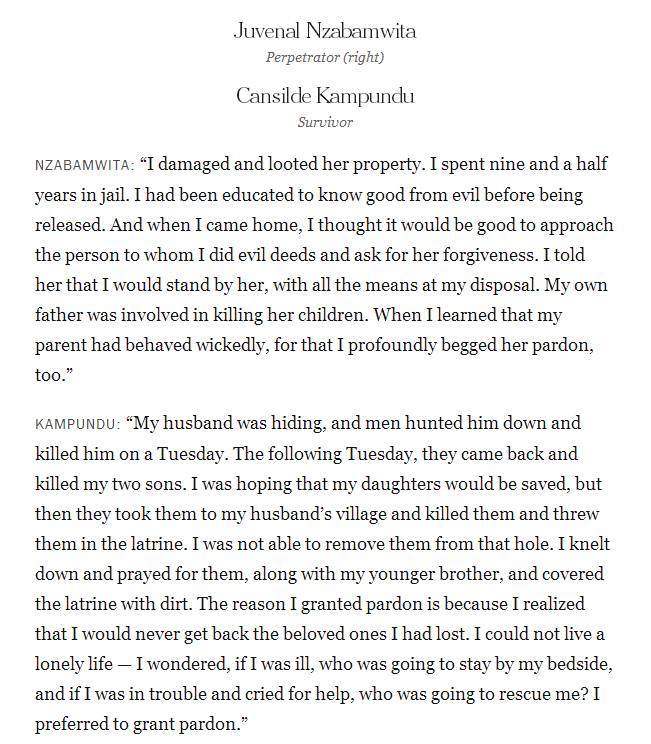 Juvenal Nzabamwita
Perpetrator (right)
Cansilde Kampundu
Survivor
NZABAMWITA: “I damaged and looted her property. I spent nine and a half
years in jail. I had been educated to know good from evil before being
released. And when I came home, I thought it would be good to approach
the person to whom I did evil deeds and ask for her forgiveness. I told
her that I would stand by her, with all the means at my disposal. My own
father was involved in killing her children. When I learned that my
parent had behaved wickedly, for that I profoundly begged her pardon,
too.”
KAMPUNDU: “My husband was hiding, and men hunted him down and
killed him on a Tuesday. The following Tuesday, they came back and
killed my two sons. I was hoping that my daughters would be saved, but
then they took them to my husband’s village and killed them and threw
them in the latrine. I was not able to remove them from that hole. I knelt
down and prayed for them, along with my younger brother, and covered
the latrine with dirt. The reason I granted pardon is because I realized
that I would never get back the beloved ones I had lost. I could not live a
lonely life — I wondered, if I was ill, who was going to stay by my bedside,
and if I was in trouble and cried for help, who was going to rescue me? I
preferred to grant pardon.”